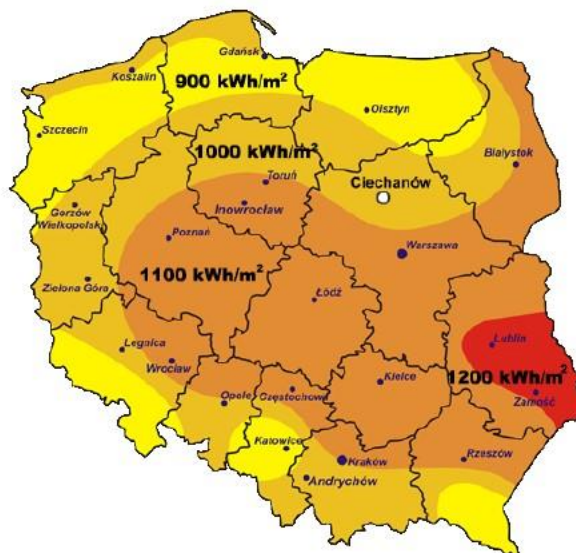 Gdańsk
Koszalin
900 kWh/m²
Olsztyn
Szczecin
1000 kWh/m²
Białystok
Toruń
Ciechanów
Gorzów
Wielkopolski
Inowrocław
Poznań
Warszawa
1100 kWh/m²
Zielona Góra
Łódź
Legnica
Lublin
Wrocław
Kielce
1200 kWh/m²
Opole
Częstochowa
Zamość
Katowice
Kraków
Rzeszów
Andrychów